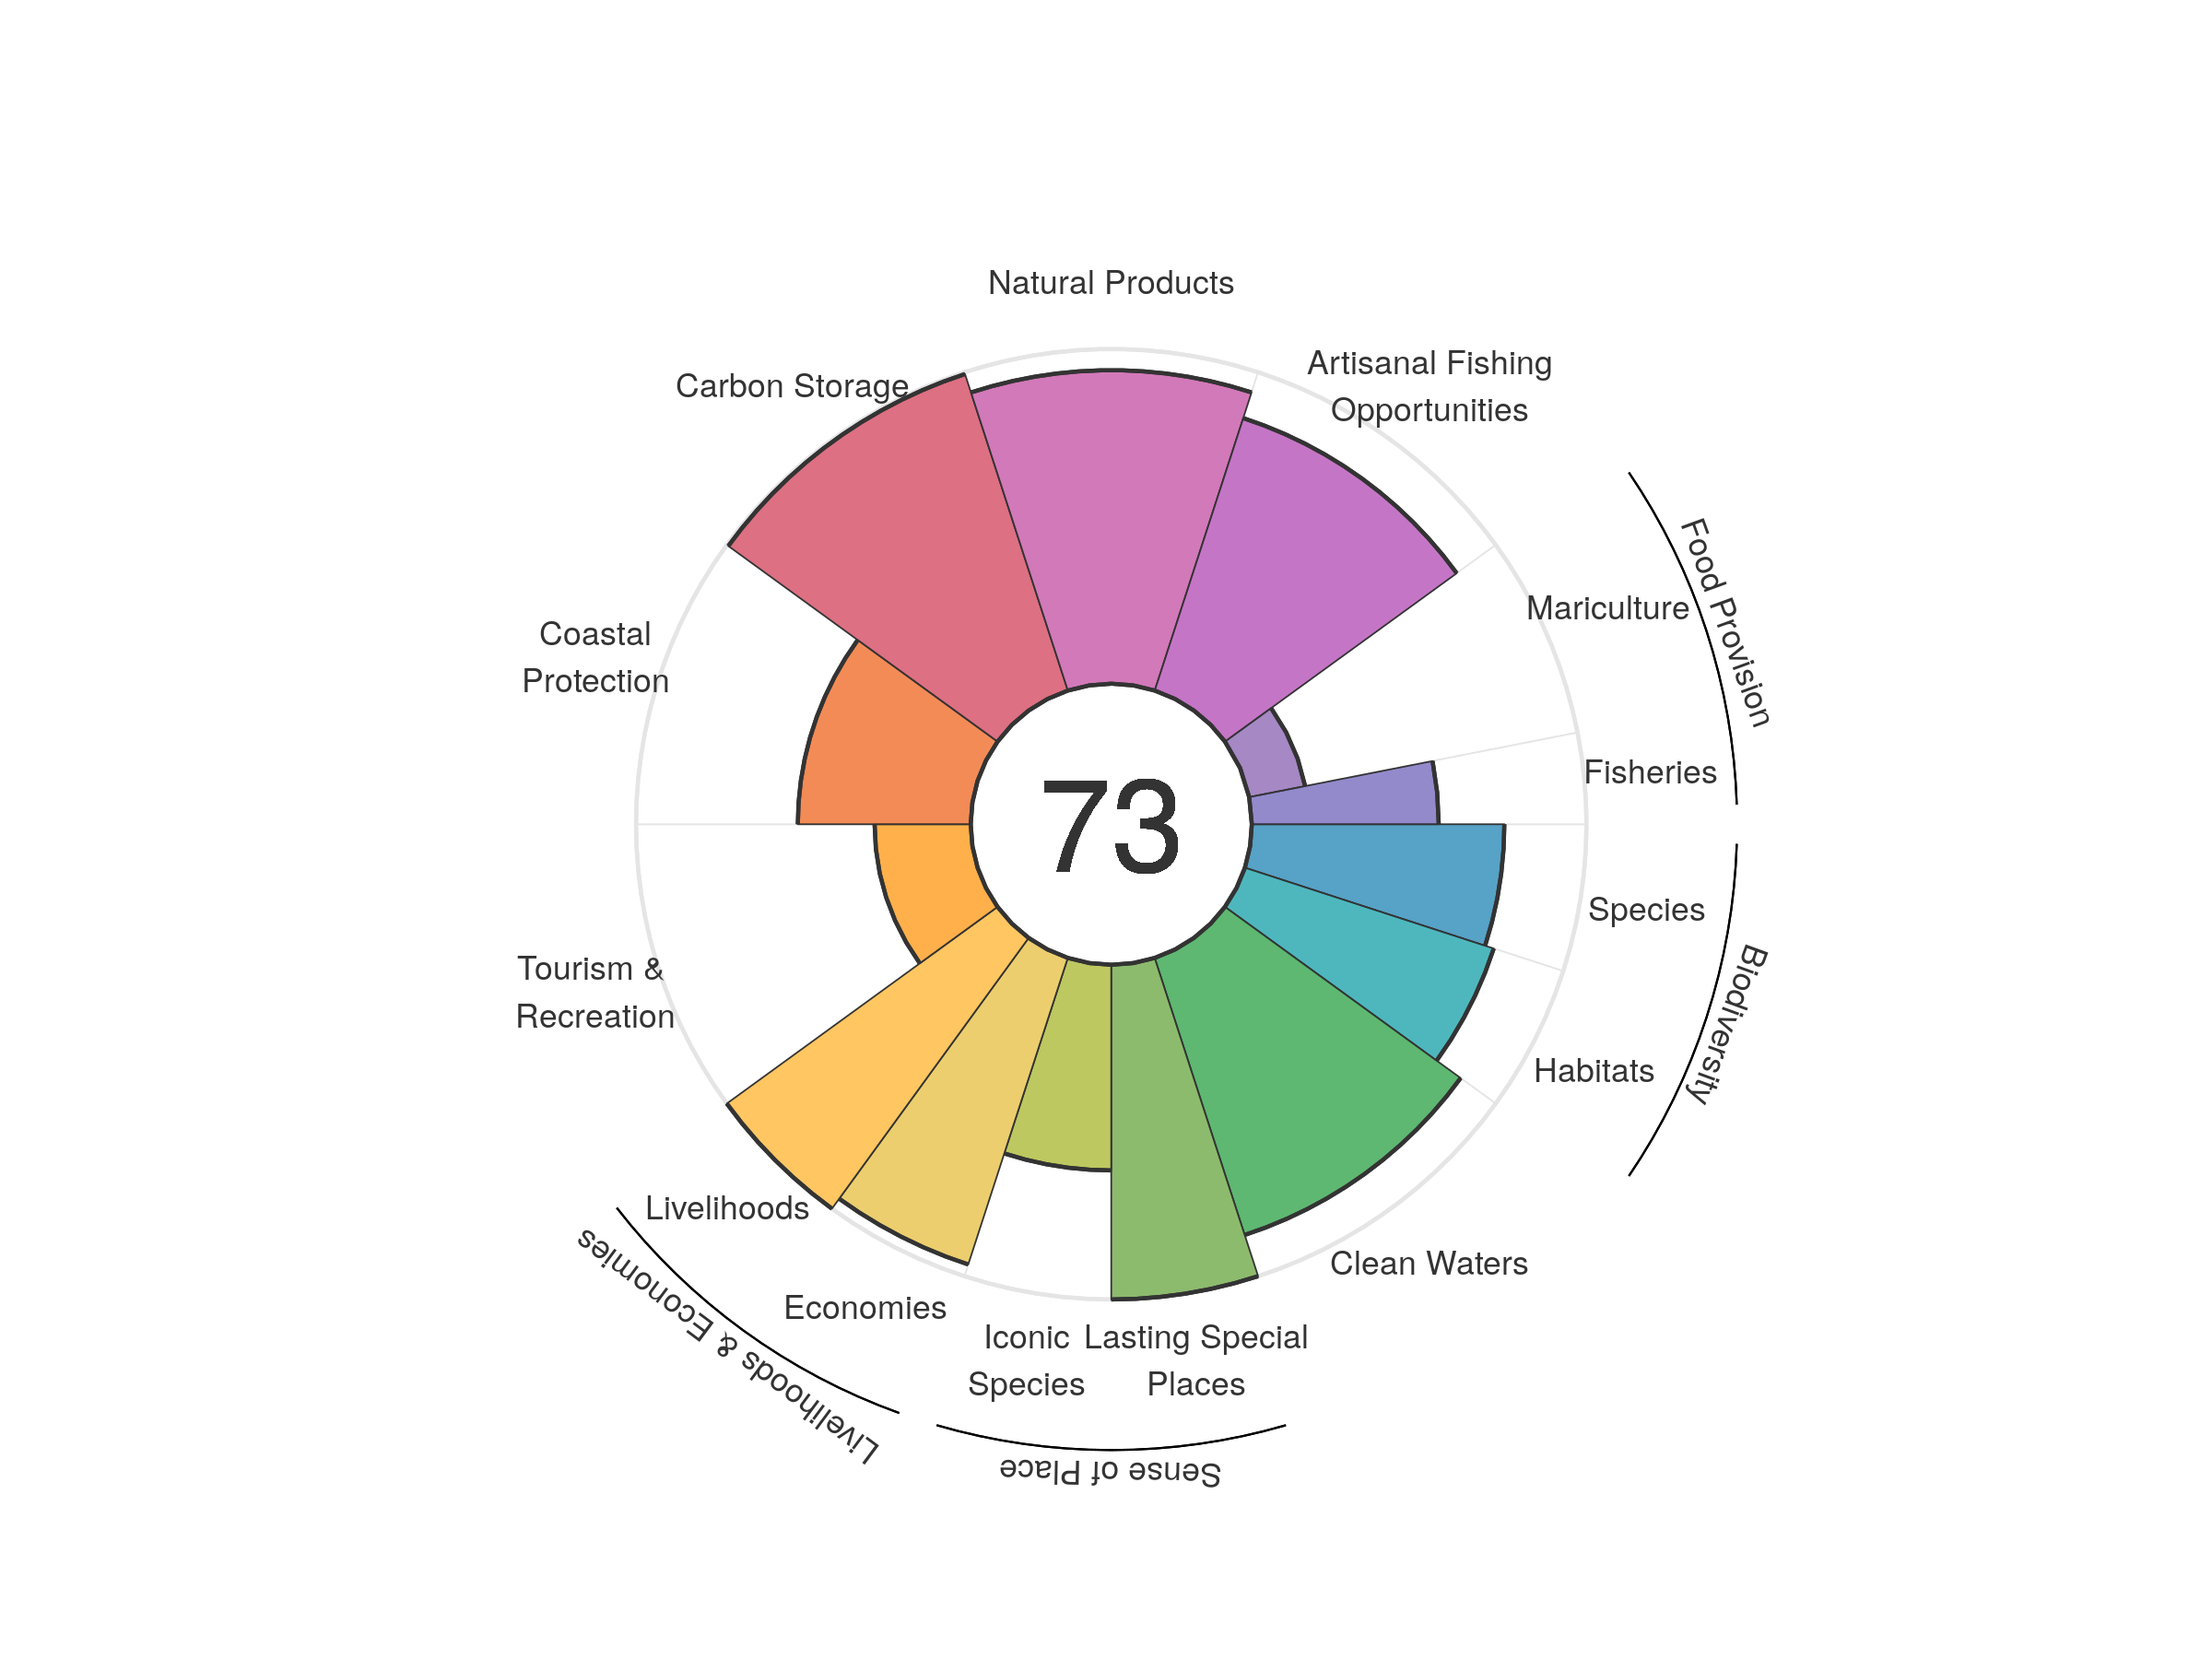 Natural Products
Artisanal Fishing
Opportunities
Carbon Storage
Food Provision
Mariculture
Coastal
Protection
Fisheries
73
Species
Biodiversity
Tourism &
Recreation
Habitats
Livelihoods
Clean Waters
Economies
Livelihoods & Economies
Iconic
Species
Lasting Special
Places
Sense of Place